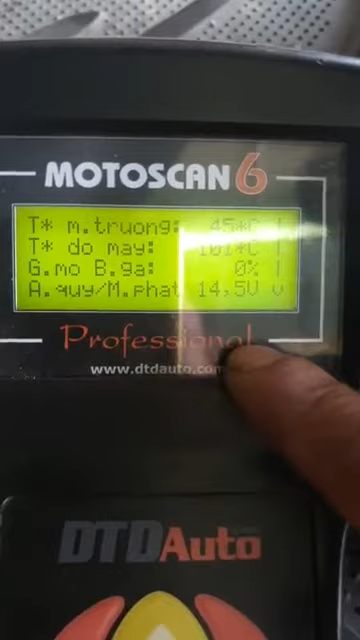 MOTOSCAN 6
T* m.truong: 45*C |
T* do may: 101*C |
G.mo B.ga: 0% |
A.quy/M.phat 14,5V v
Professional
www.dtdauto.com
DTDAuto